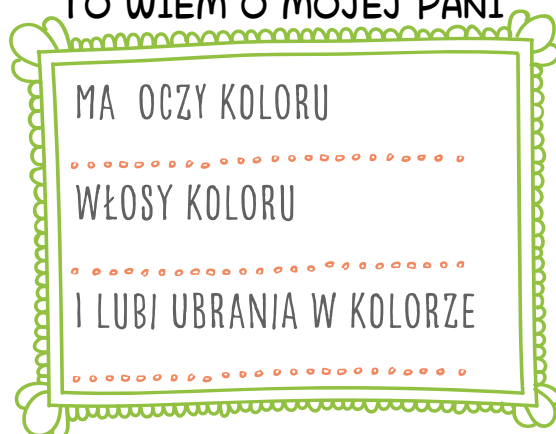 TO WIEM O MOJEJ PANI
MA OCZY KOLORU
WŁOSY KOLORU
I LUBI UBRANIA W KOLORZE